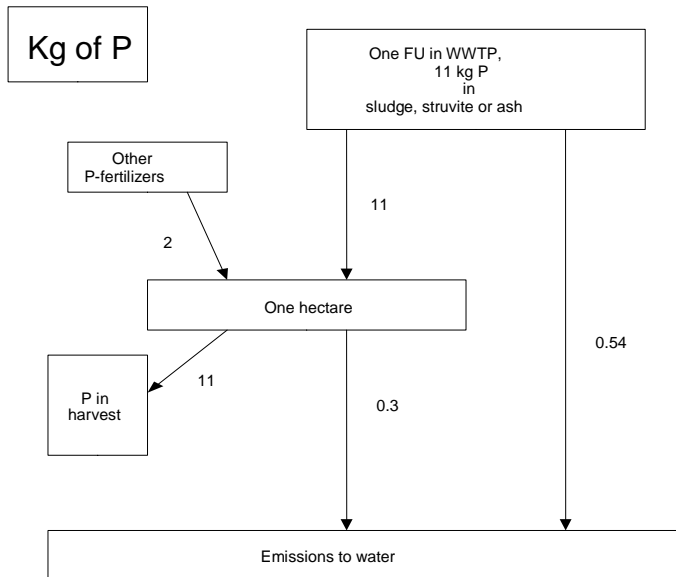 Kg of P
One FU in WWTP,
11 kg P
in
sludge, struvite or ash
Other
P-fertilizers
11
2
One hectare
0.54
11
P in
harvest
0.3
Emissions to water